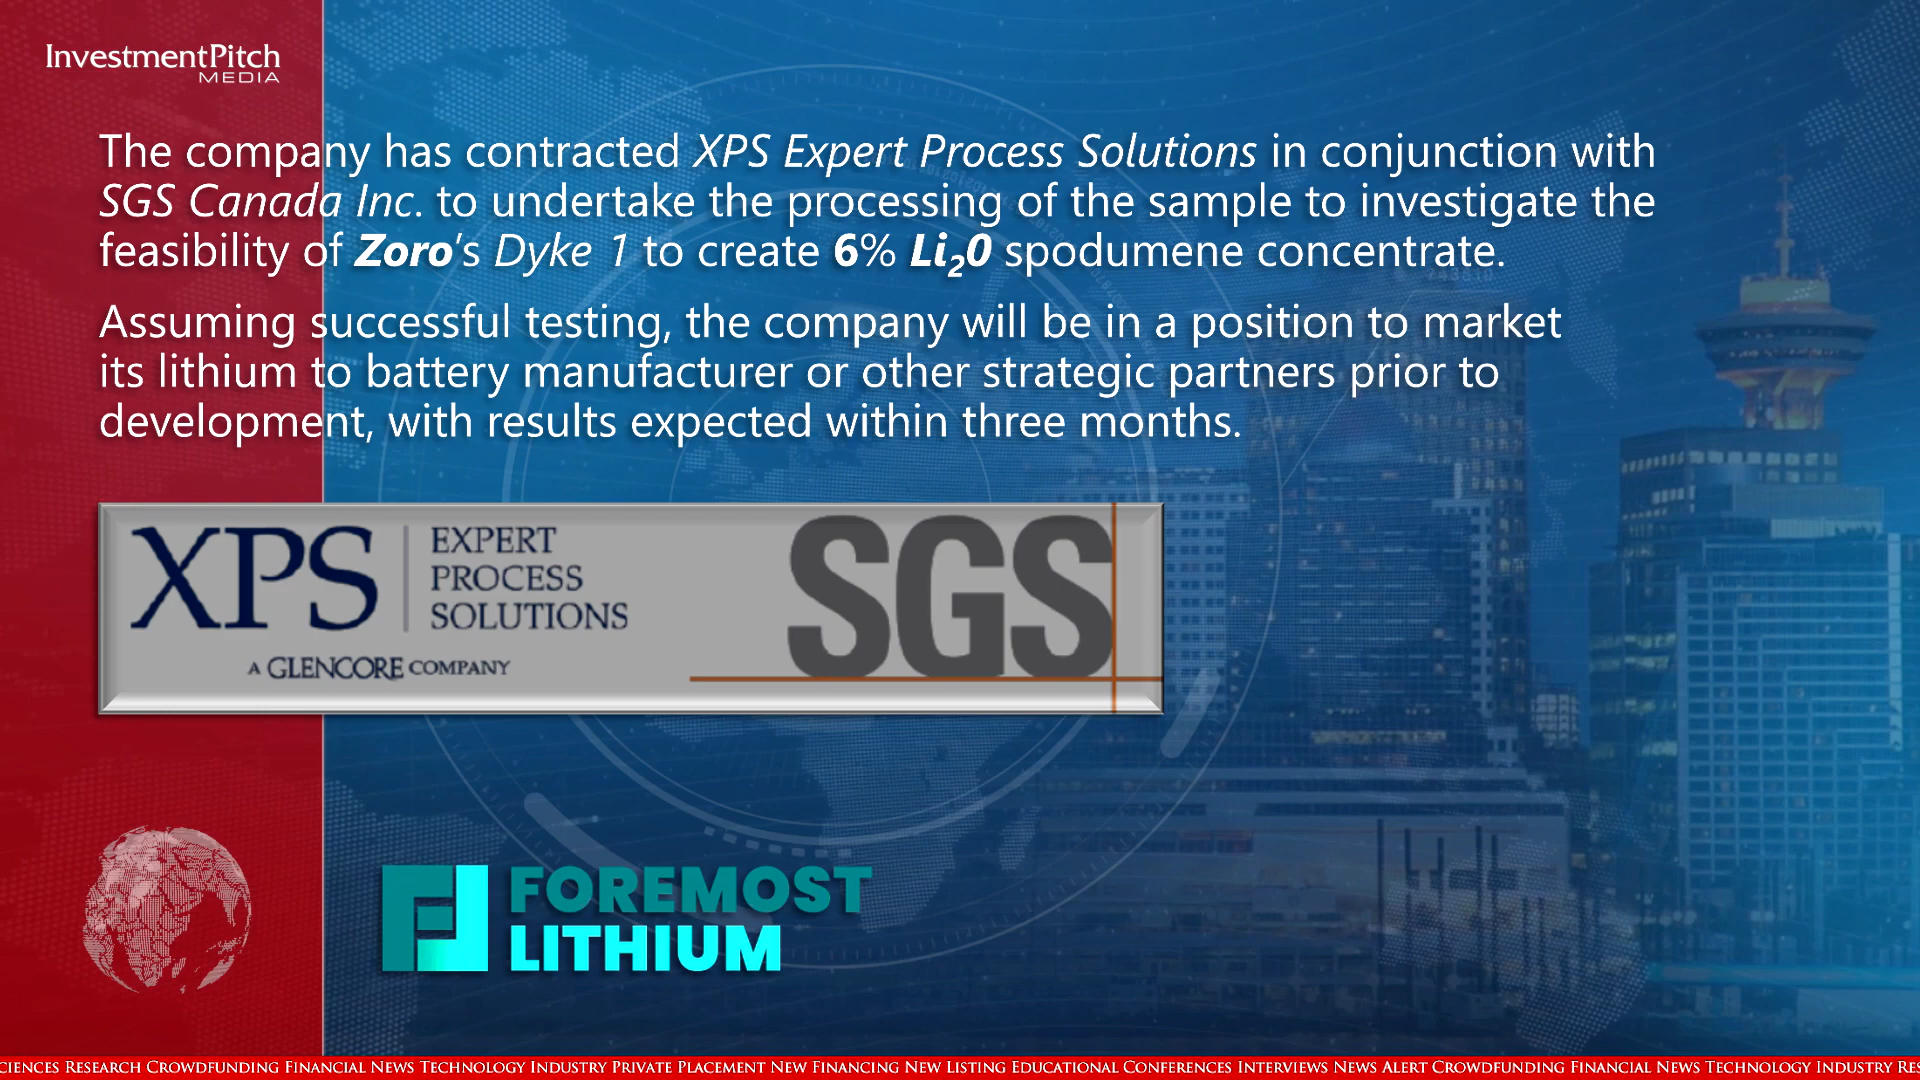 InvestmentPitch
MEDIA
The company has contracted XPS Expert Process Solutions in conjunction with
SGS Canada Inc. to undertake the processing of the sample to investigate the
feasibility of Zoro's Dyke 1 to create 6% Li₂0 spodumene concentrate.
Assuming successful testing, the company will be in a position to market
its lithium to battery manufacturer or other strategic partners prior to
development, with results expected within three months.
XPS
EXPERT
PROCESS
SOLUTIONS
A GLENCORE COMPANY
SGS
FOREMOST
LITHIUM
CIENCES RESEARCH CROWDFUNDING FINANCIAL NEWS TECHNOLOGY INDUSTRY PRIVATE PLACEMENT NEW FINANCING NEW LISTING EDUCATIONAL CONFERENCES INTERVIEWS NEWS ALERT CROWDFUNDING FINANCIAL NEWS TECHNOLOGY INDUSTRY RES